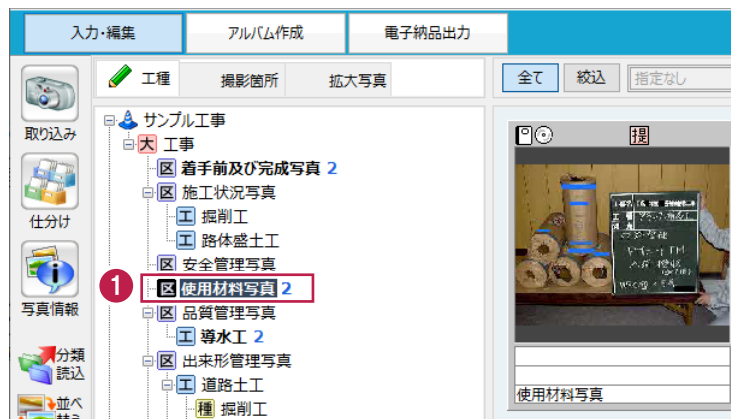 入力・編集
アルバム作成
電子納品出力
工種
撮影箇所
拡大写真
全て
絞込
指定なし
取り込み
仕分け
写真情報
分類
読込
並べ
サンプル工事
大 工事
区 着手前及び完成写真 2
区 施工状況写真
工 掘削工
工 路体盛土工
区 安全管理写真
1
区 使用材料写真 2
区 品質管理写真
工 導水工 2
区 出来形管理写真
工 道路土工
種 掘削工
提
使用材料写真